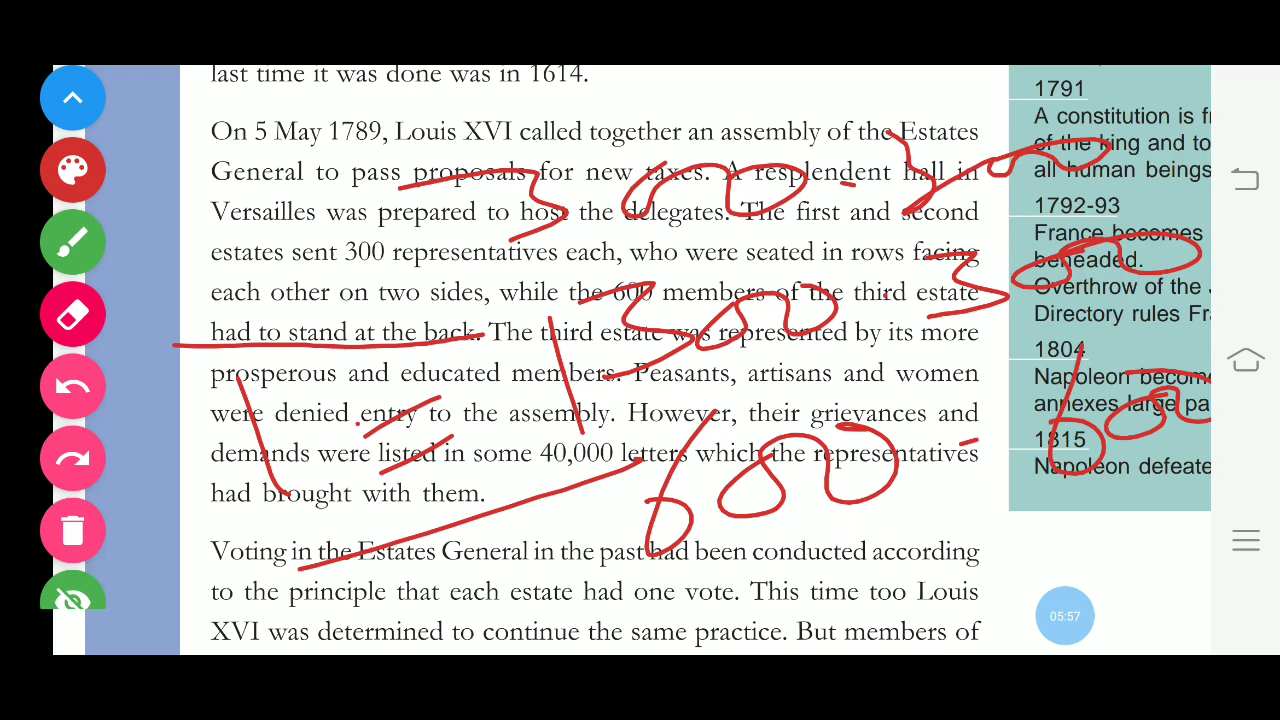 last time it was done was in 1614.
On 5 May 1789, Louis XVI called together an assembly of the Estates
General to pass proposals for new taxes. A resplendent hall in
Versailles was prepared to host the delegates. The first and second
estates sent 300 representatives each, who were seated in rows facing
each other on two sides, while the 600 members of the third estate
had to stand at the back. The third estate was represented by its more
prosperous and educated members. Peasants, artisans and women
were denied entry to the assembly. However, their grievances and
demands were listed in some 40,000 letters which the representatives
had brought with them.
Voting in the Estates General in the past had been conducted according
to the principle that each estate had one vote. This time too Louis
XVI was determined to continue the same practice. But members of
1791
A constitution is f
of the king and to
all human beings
1792-93
France becomes
beheaded.
Overthrow of the
Directory rules Fr
1804
Napoleon becom
annexes large pa
1815
Napoleon defeate
300
300
300
300
600
600
05:57